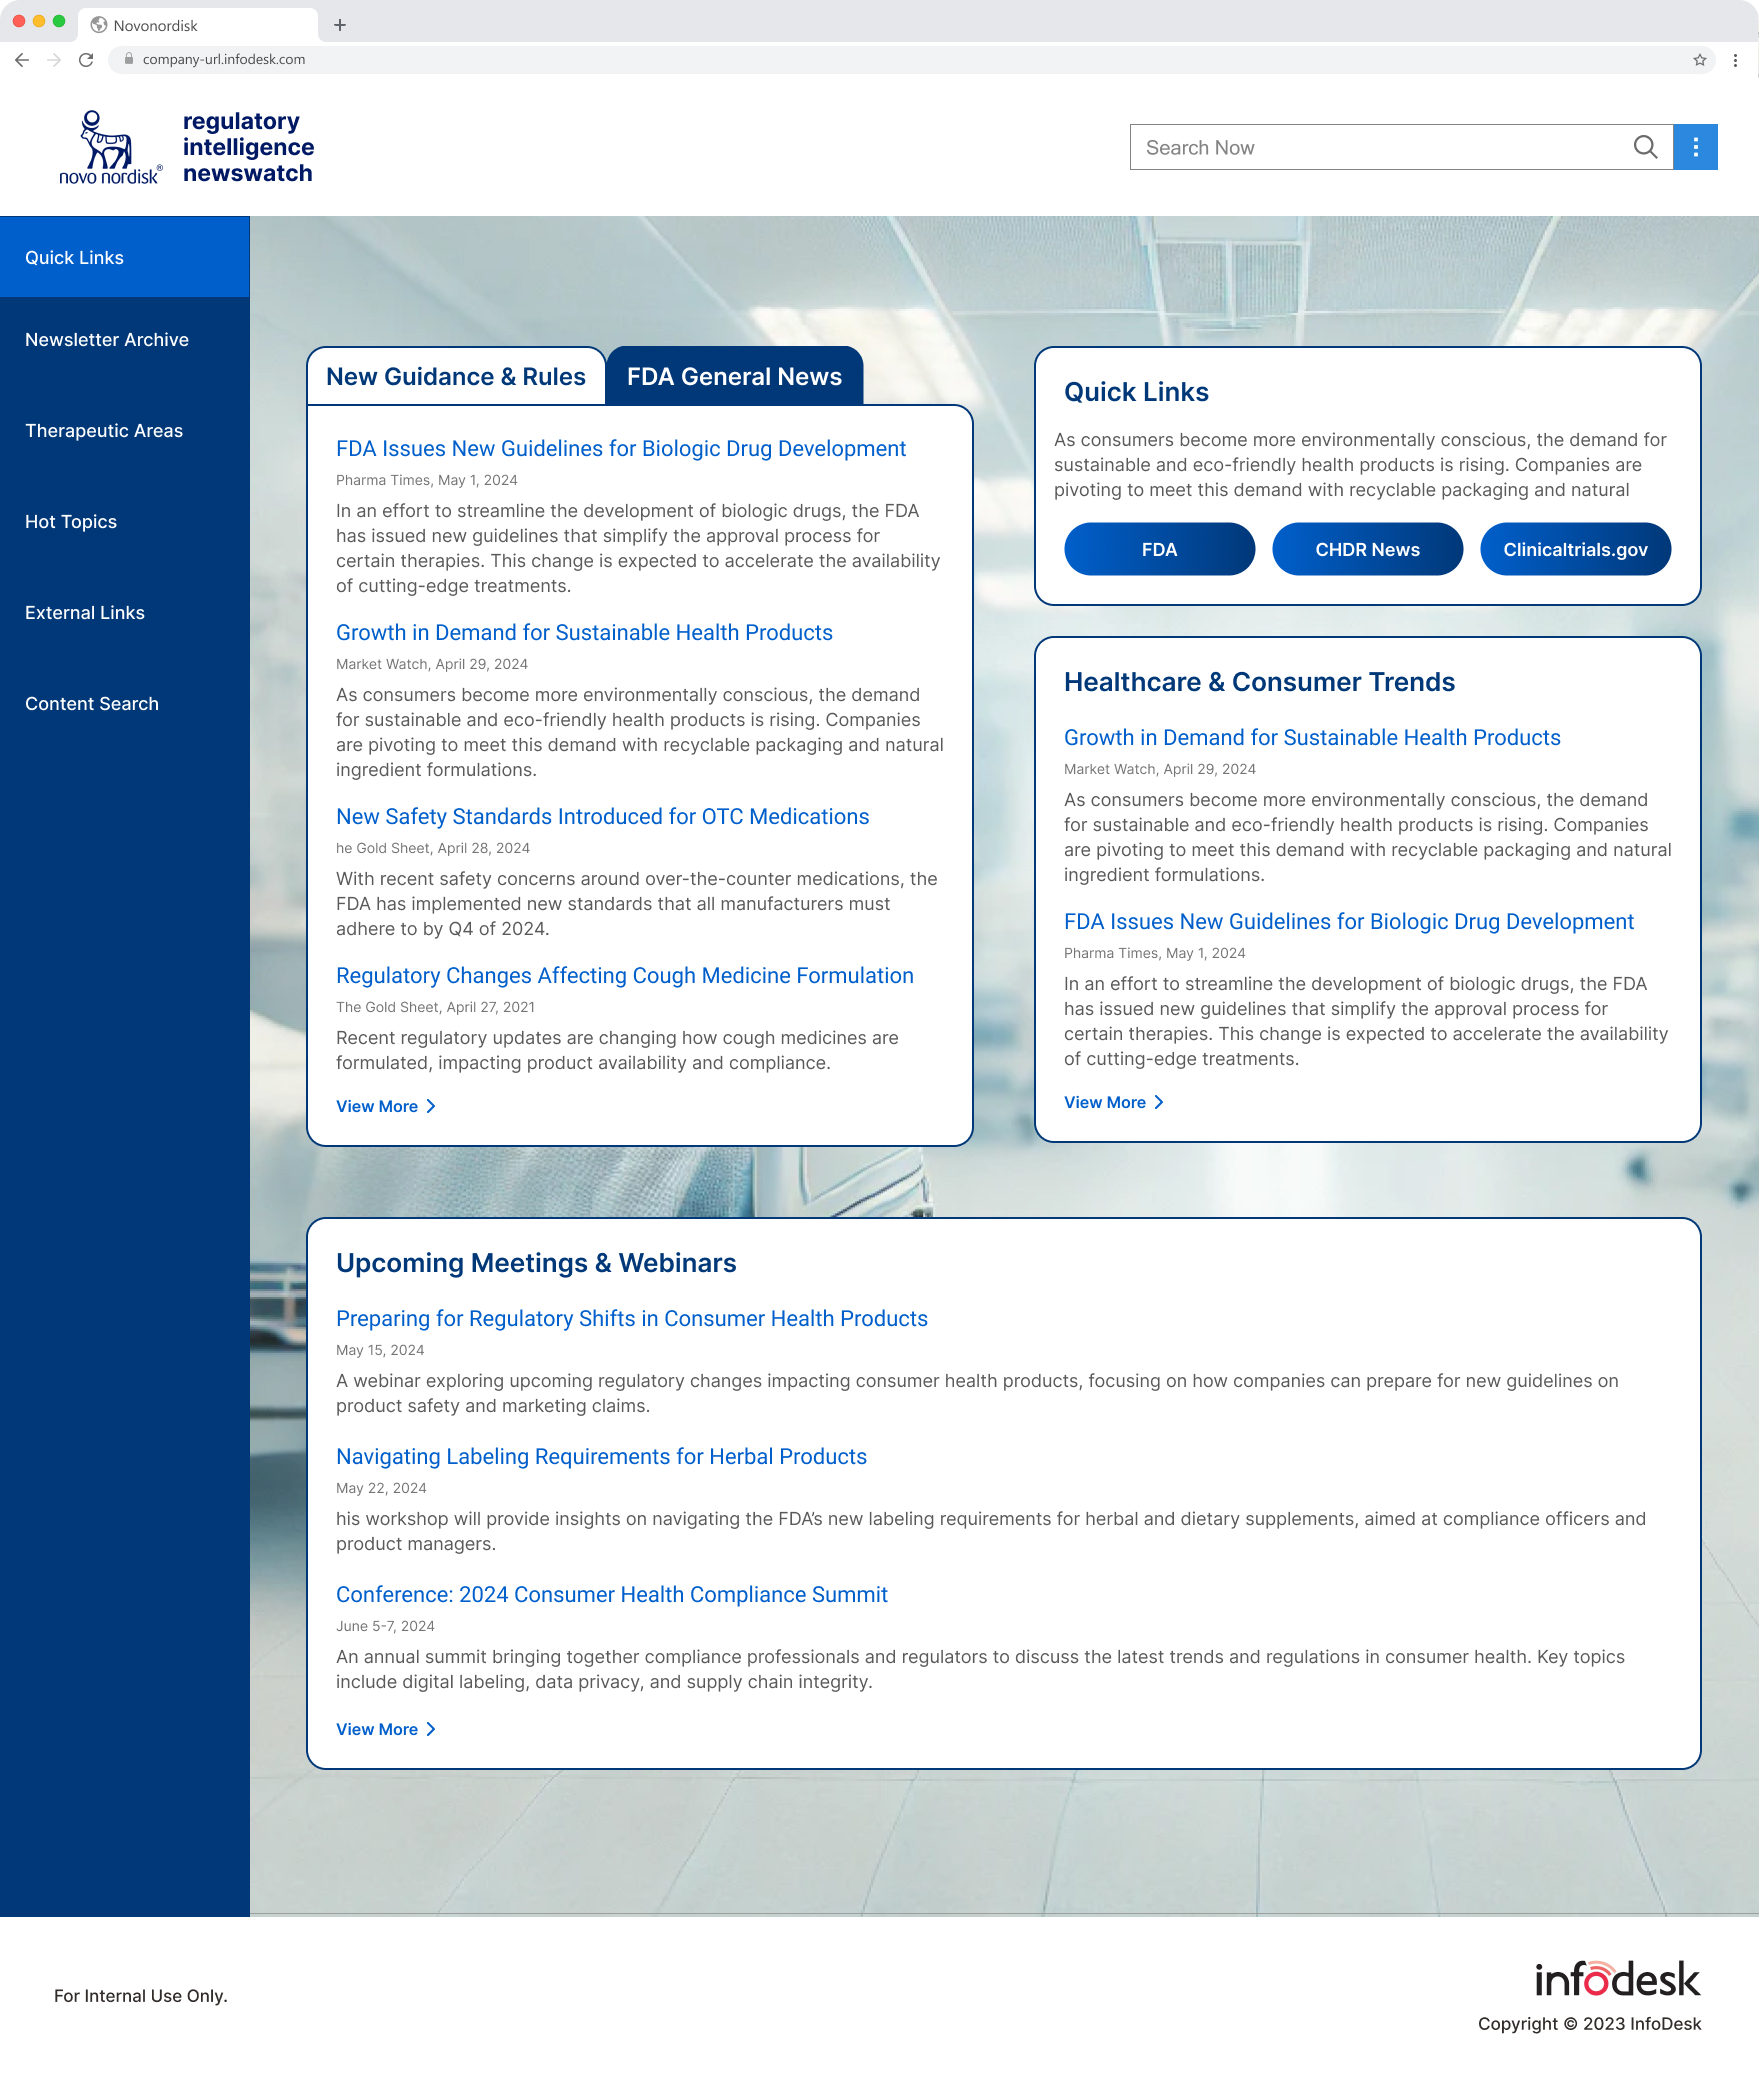 Novonordisk
company-url.infodesk.com
novo nordisk®
regulatory
intelligence
newswatch
Search Now
Quick Links
Newsletter Archive
Therapeutic Areas
Hot Topics
External Links
Content Search
New Guidance & Rules
FDA General News
FDA Issues New Guidelines for Biologic Drug Development
Pharma Times, May 1, 2024
In an effort to streamline the development of biologic drugs, the FDA
has issued new guidelines that simplify the approval process for
certain therapies. This change is expected to accelerate the availability
of cutting-edge treatments.
Growth in Demand for Sustainable Health Products
Market Watch, April 29, 2024
As consumers become more environmentally conscious, the demand
for sustainable and eco-friendly health products is rising. Companies
are pivoting to meet this demand with recyclable packaging and natural
ingredient formulations.
New Safety Standards Introduced for OTC Medications
he Gold Sheet, April 28, 2024
With recent safety concerns around over-the-counter medications, the
FDA has implemented new standards that all manufacturers must
adhere to by Q4 of 2024.
Regulatory Changes Affecting Cough Medicine Formulation
The Gold Sheet, April 27, 2021
Recent regulatory updates are changing how cough medicines are
formulated, impacting product availability and compliance.
View More
Quick Links
As consumers become more environmentally conscious, the demand for
sustainable and eco-friendly health products is rising. Companies are
pivoting to meet this demand with recyclable packaging and natural
FDA
CHDR News
Clinicaltrials.gov
Healthcare & Consumer Trends
Growth in Demand for Sustainable Health Products
Market Watch, April 29, 2024
As consumers become more environmentally conscious, the demand
for sustainable and eco-friendly health products is rising. Companies
are pivoting to meet this demand with recyclable packaging and natural
ingredient formulations.
FDA Issues New Guidelines for Biologic Drug Development
Pharma Times, May 1, 2024
In an effort to streamline the development of biologic drugs, the FDA
has issued new guidelines that simplify the approval process for
certain therapies. This change is expected to accelerate the availability
of cutting-edge treatments.
View More
Upcoming Meetings & Webinars
Preparing for Regulatory Shifts in Consumer Health Products
May 15, 2024
A webinar exploring upcoming regulatory changes impacting consumer health products, focusing on how companies can prepare for new guidelines on
product safety and marketing claims.
Navigating Labeling Requirements for Herbal Products
May 22, 2024
his workshop will provide insights on navigating the FDA's new labeling requirements for herbal and dietary supplements, aimed at compliance officers and
product managers.
Conference: 2024 Consumer Health Compliance Summit
June 5-7, 2024
An annual summit bringing together compliance professionals and regulators to discuss the latest trends and regulations in consumer health. Key topics
include digital labeling, data privacy, and supply chain integrity.
View More
For Internal Use Only.
infodesk
Copyright © 2023 InfoDesk